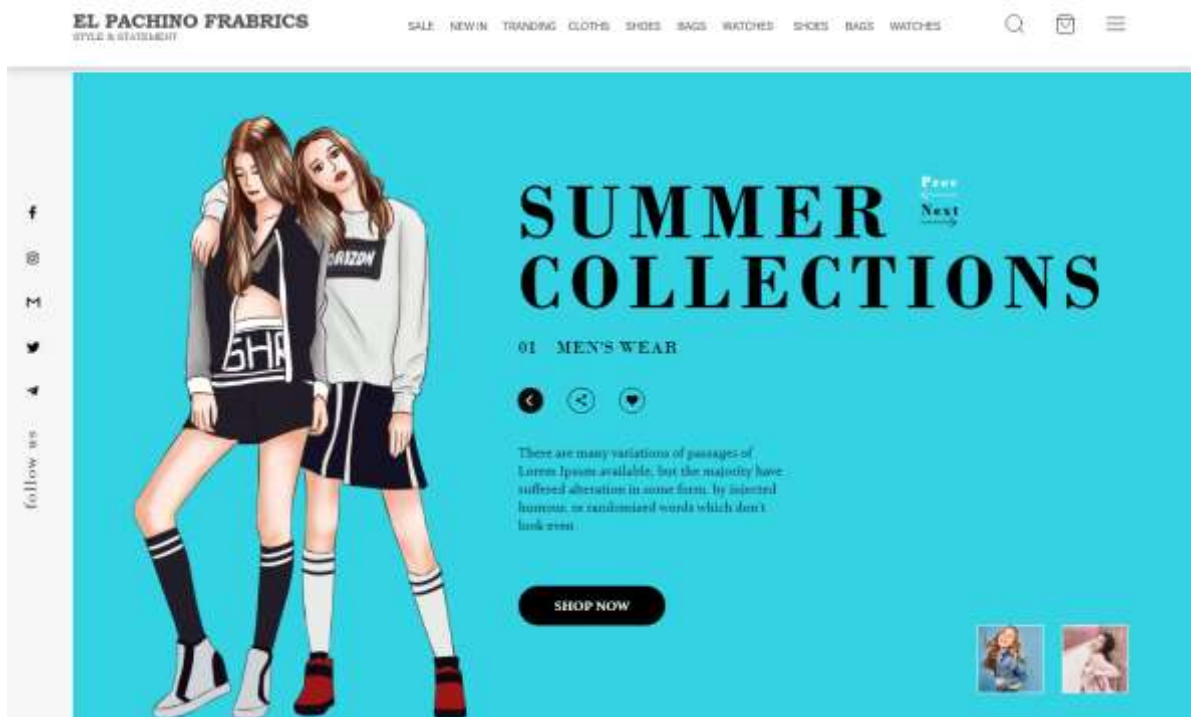 EL PACHINO FRABRICS
STYLE & STATEMENT
SALE NEW IN TRANDING CLOTHS SHOES BAGS WATCHES SHOES BAGS WATCHES
Prev
Next
SUMMER
COLLECTIONS
01 MEN'S WEAR
There are many variations of passages of
Lorem Ipsum available, but the majority have
suffered alteration in some form, by injected
humour, or randomised words which don't
look even
SHOP NOW
follow us
ORIZON
SHR